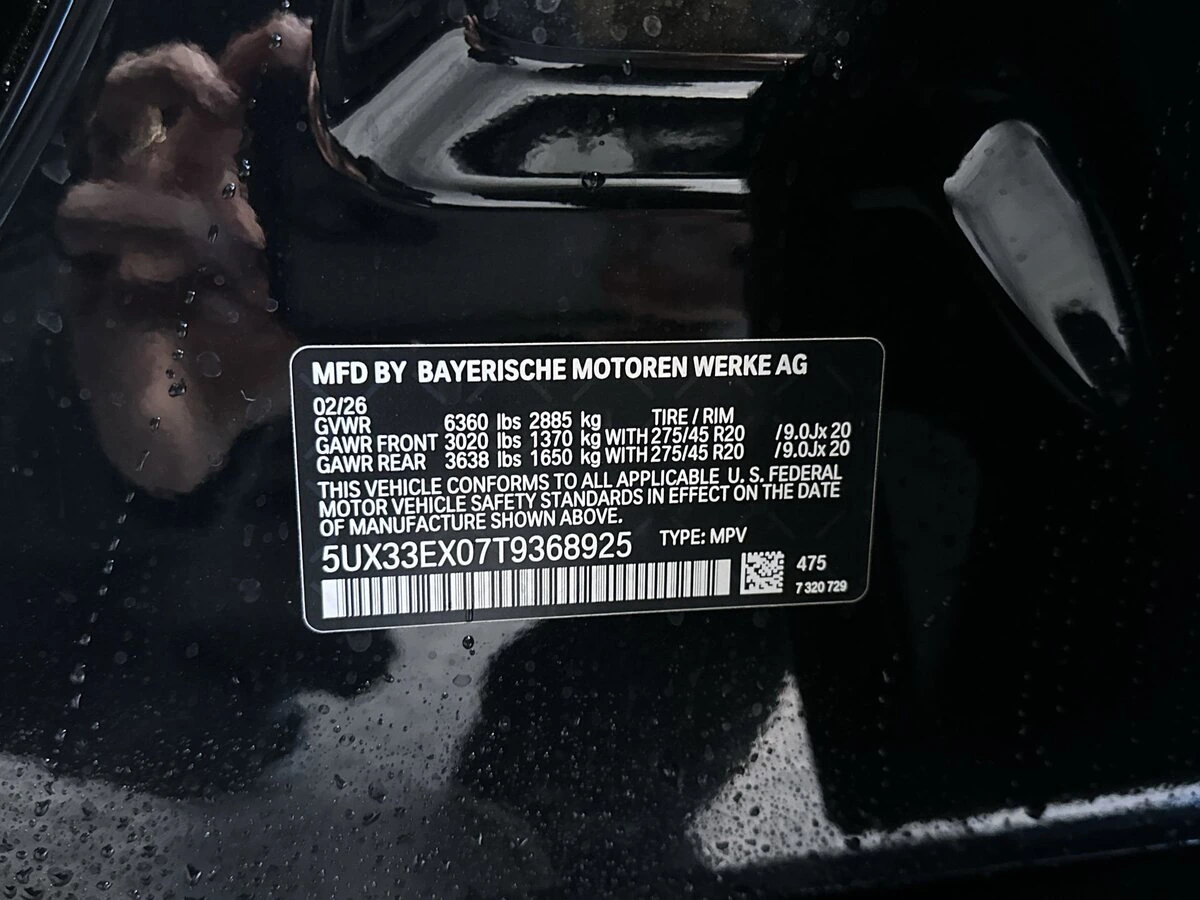 MFD BY BAYERISCHE MOTOREN WERKE AG
02/26
GVWR 6360 lbs 2885 kg TIRE / RIM
GAWR FRONT 3020 lbs 1370 kg WITH 275/45 R20 /9.0Jx 20
GAWR REAR 3638 lbs 1650 kg WITH 275/45 R20 /9.0Jx 20
THIS VEHICLE CONFORMS TO ALL APPLICABLE U. S. FEDERAL
MOTOR VEHICLE SAFETY STANDARDS IN EFFECT ON THE DATE
OF MANUFACTURE SHOWN ABOVE.
5UX33EX07T9368925 TYPE: MPV
475
7 320 729